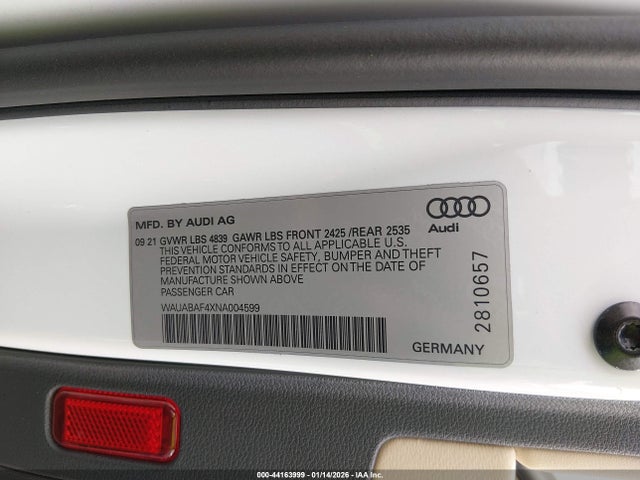 MFD. BY AUDI AG
09 21 GVWR LBS 4839 GAWR LBS FRONT 2425 /REAR 2535
THIS VEHICLE CONFORMS TO ALL APPLICABLE U.S.
FEDERAL MOTOR VEHICLE SAFETY, BUMPER AND THEFT
PREVENTION STANDARDS IN EFFECT ON THE DATE OF
MANUFACTURE SHOWN ABOVE
PASSENGER CAR
WAUABAF4XNA004599
Audi
2810657
GERMANY
000-44163999 - 01/14/2026 - IAAI.COM